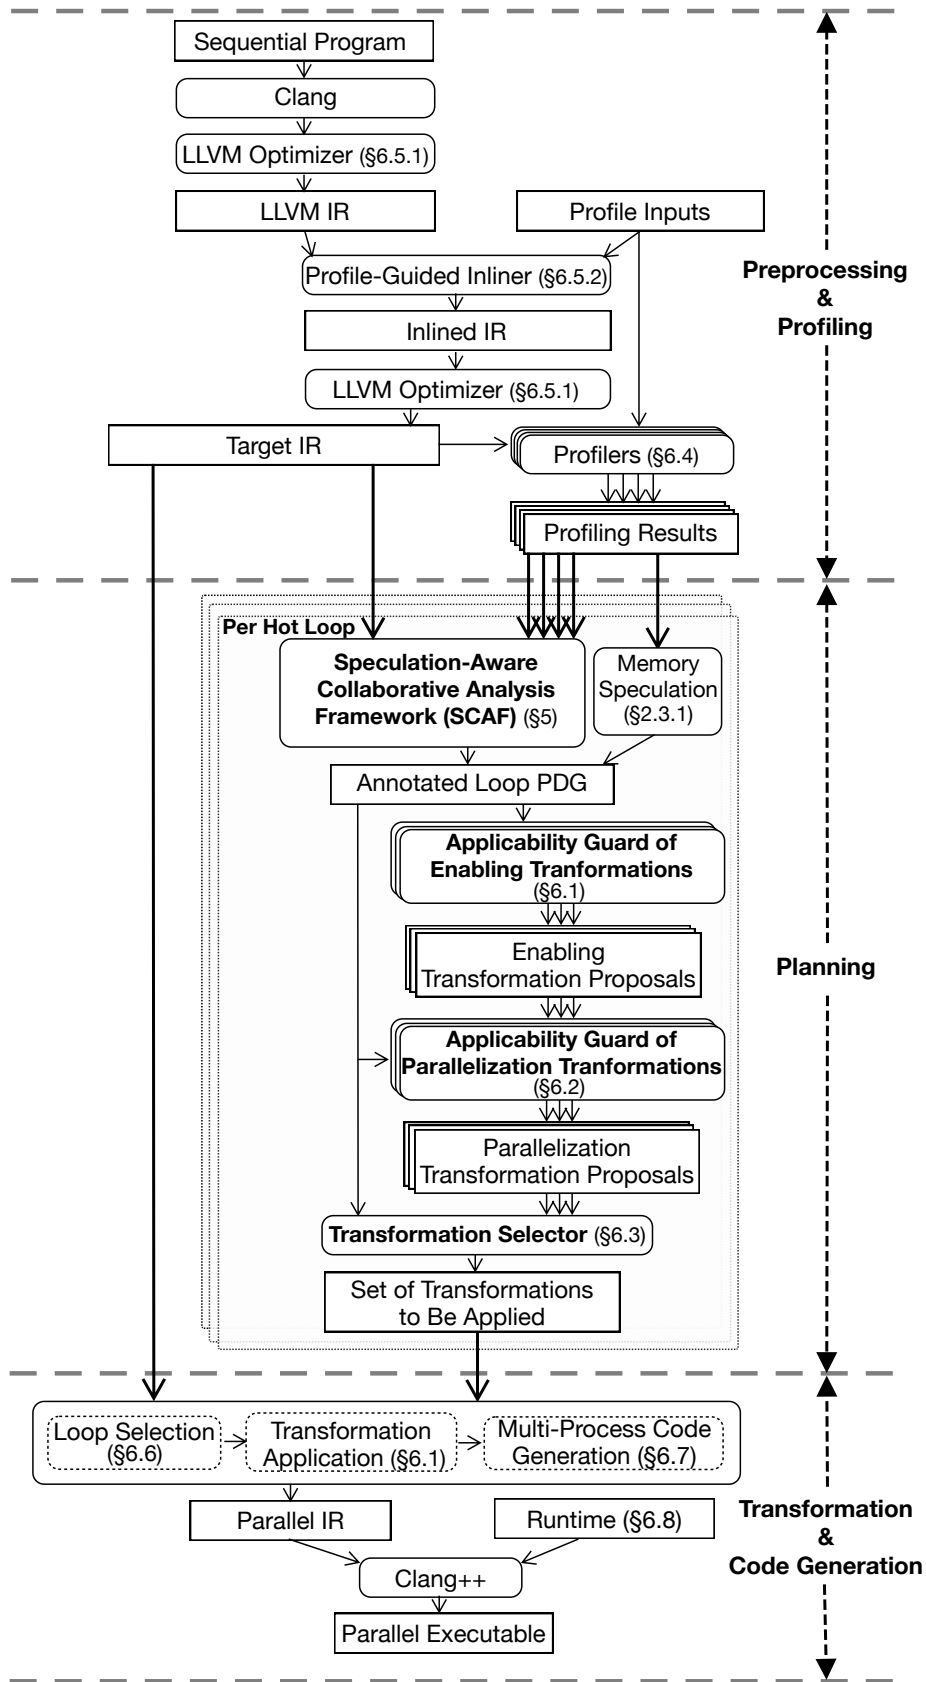 Sequential Program
Clang
LLVM Optimizer (§6.5.1)
LLVM IR
Profile Inputs
Profile-Guided Inliner (§6.5.2)
Inlined IR
LLVM Optimizer (§6.5.1)
Target IR
Profilers (§6.4)
Profiling Results
Preprocessing
&
Profiling
Per Hot Loop
Speculation-Aware
Collaborative Analysis
Framework (SCAF) (§5)
Memory
Speculation
(§2.3.1)
Annotated Loop PDG
Applicability Guard of
Enabling Tranformations
(§6.1)
Enabling
Transformation Proposals
Applicability Guard of
Parallelization Tranformations
(§6.2)
Parallelization
Transformation Proposals
Transformation Selector (§6.3)
Set of Transformations
to Be Applied
Planning
Loop Selection
(§6.6)
Transformation
Application (§6.1)
Multi-Process Code
Generation (§6.7)
Parallel IR
Runtime (§6.8)
Clang++
Parallel Executable
Transformation
&
Code Generation